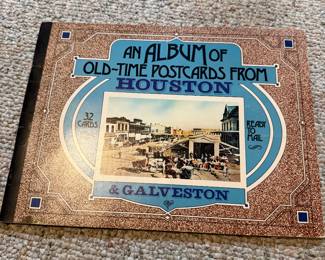 AN ALBUM OF
OLD-TIME POSTCARDS FROM
HOUSTON
32
CARDS
READY
TO
MAIL
& GALVESTON